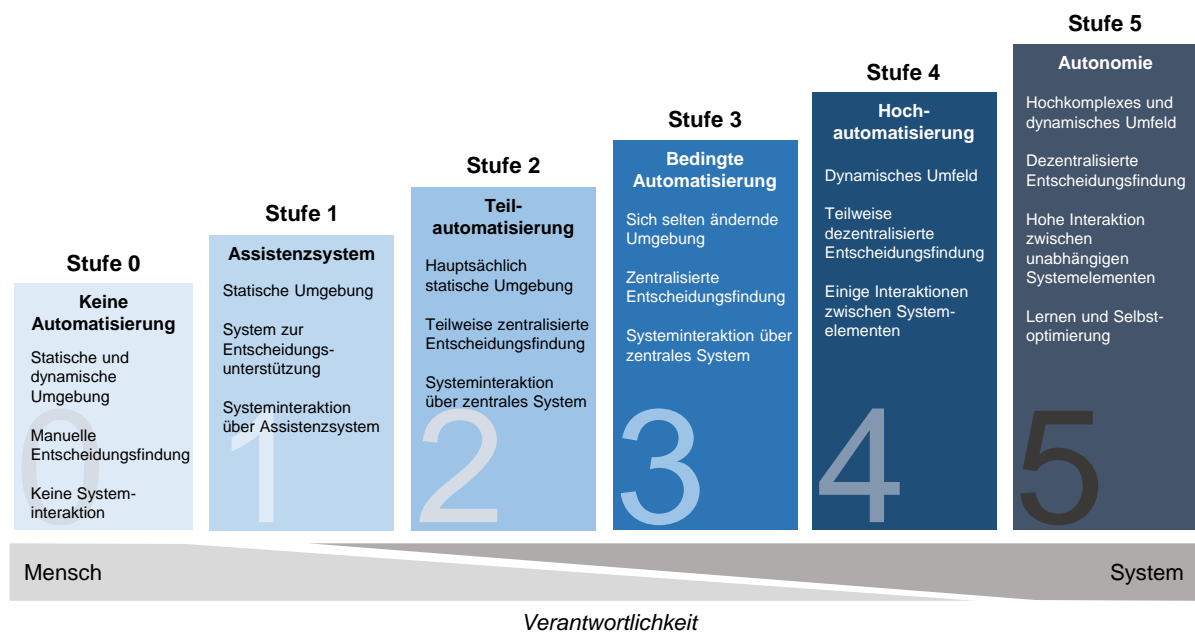 Stufe 0
Keine
Automatisierung
Statische und
dynamische
Umgebung
Manuelle
Entscheidungsfindung
Keine System-
interaktion
0
Stufe 1
Assistenzsystem
Statische Umgebung
System zur
Entscheidungs-
unterstützung
Systeminteraktion
über Assistenzsystem
1
Stufe 2
Teil-
automatisierung
Hauptsächlich
statische Umgebung
Teilweise zentralisierte
Entscheidungsfindung
Systeminteraktion
über zentrales System
2
Stufe 3
Bedingte
Automatisierung
Sich selten ändernde
Umgebung
Zentralisierte
Entscheidungsfindung
Systeminteraktion über
zentrales System
3
Stufe 4
Hoch-
automatisierung
Dynamisches Umfeld
Teilweise
dezentralisierte
Entscheidungsfindung
Einige Interaktionen
zwischen System-
elementen
4
Stufe 5
Autonomie
Hochkomplexes und
dynamisches Umfeld
Dezentralisierte
Entscheidungsfindung
Hohe Interaktion
zwischen
unabhängigen
Systemelementen
Lernen und Selbst-
optimierung
5
Mensch
System
Verantwortlichkeit